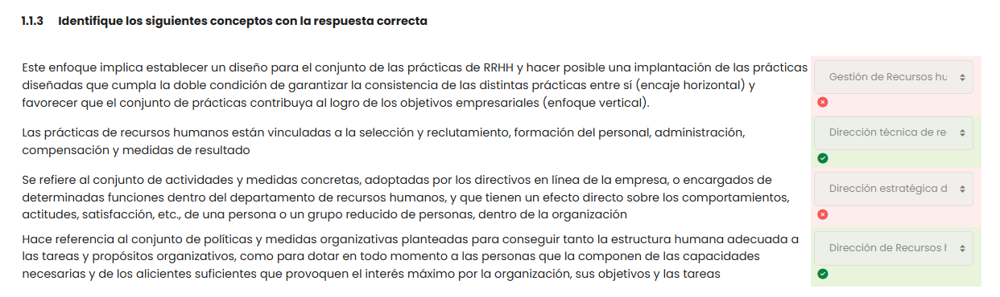 1.1.3 Identifique los siguientes conceptos con la respuesta correcta
Este enfoque implica establecer un diseño para el conjunto de las prácticas de RRHH y hacer posible una implantación de las prácticas
diseñadas que cumpla la doble condición de garantizar la consistencia de las distintas prácticas entre sí (encaje horizontal) y
favorecer que el conjunto de prácticas contribuya al logro de los objetivos empresariales (enfoque vertical).
Gestión de Recursos hu
Las prácticas de recursos humanos están vinculadas a la selección y reclutamiento, formación del personal, administración,
compensación y medidas de resultado
Dirección técnica de re
Se refiere al conjunto de actividades y medidas concretas, adoptadas por los directivos en línea de la empresa, o encargados de
determinadas funciones dentro del departamento de recursos humanos, y que tienen un efecto directo sobre los comportamientos,
actitudes, satisfacción, etc., de una persona o un grupo reducido de personas, dentro de la organización
Dirección estratégica d
Hace referencia al conjunto de políticas y medidas organizativas planteadas para conseguir tanto la estructura humana adecuada a
las tareas y propósitos organizativos, como para dotar en todo momento a las personas que la componen de las capacidades
necesarias y de los alicientes suficientes que provoquen el interés máximo por la organización, sus objetivos y las tareas
Dirección de Recursos h